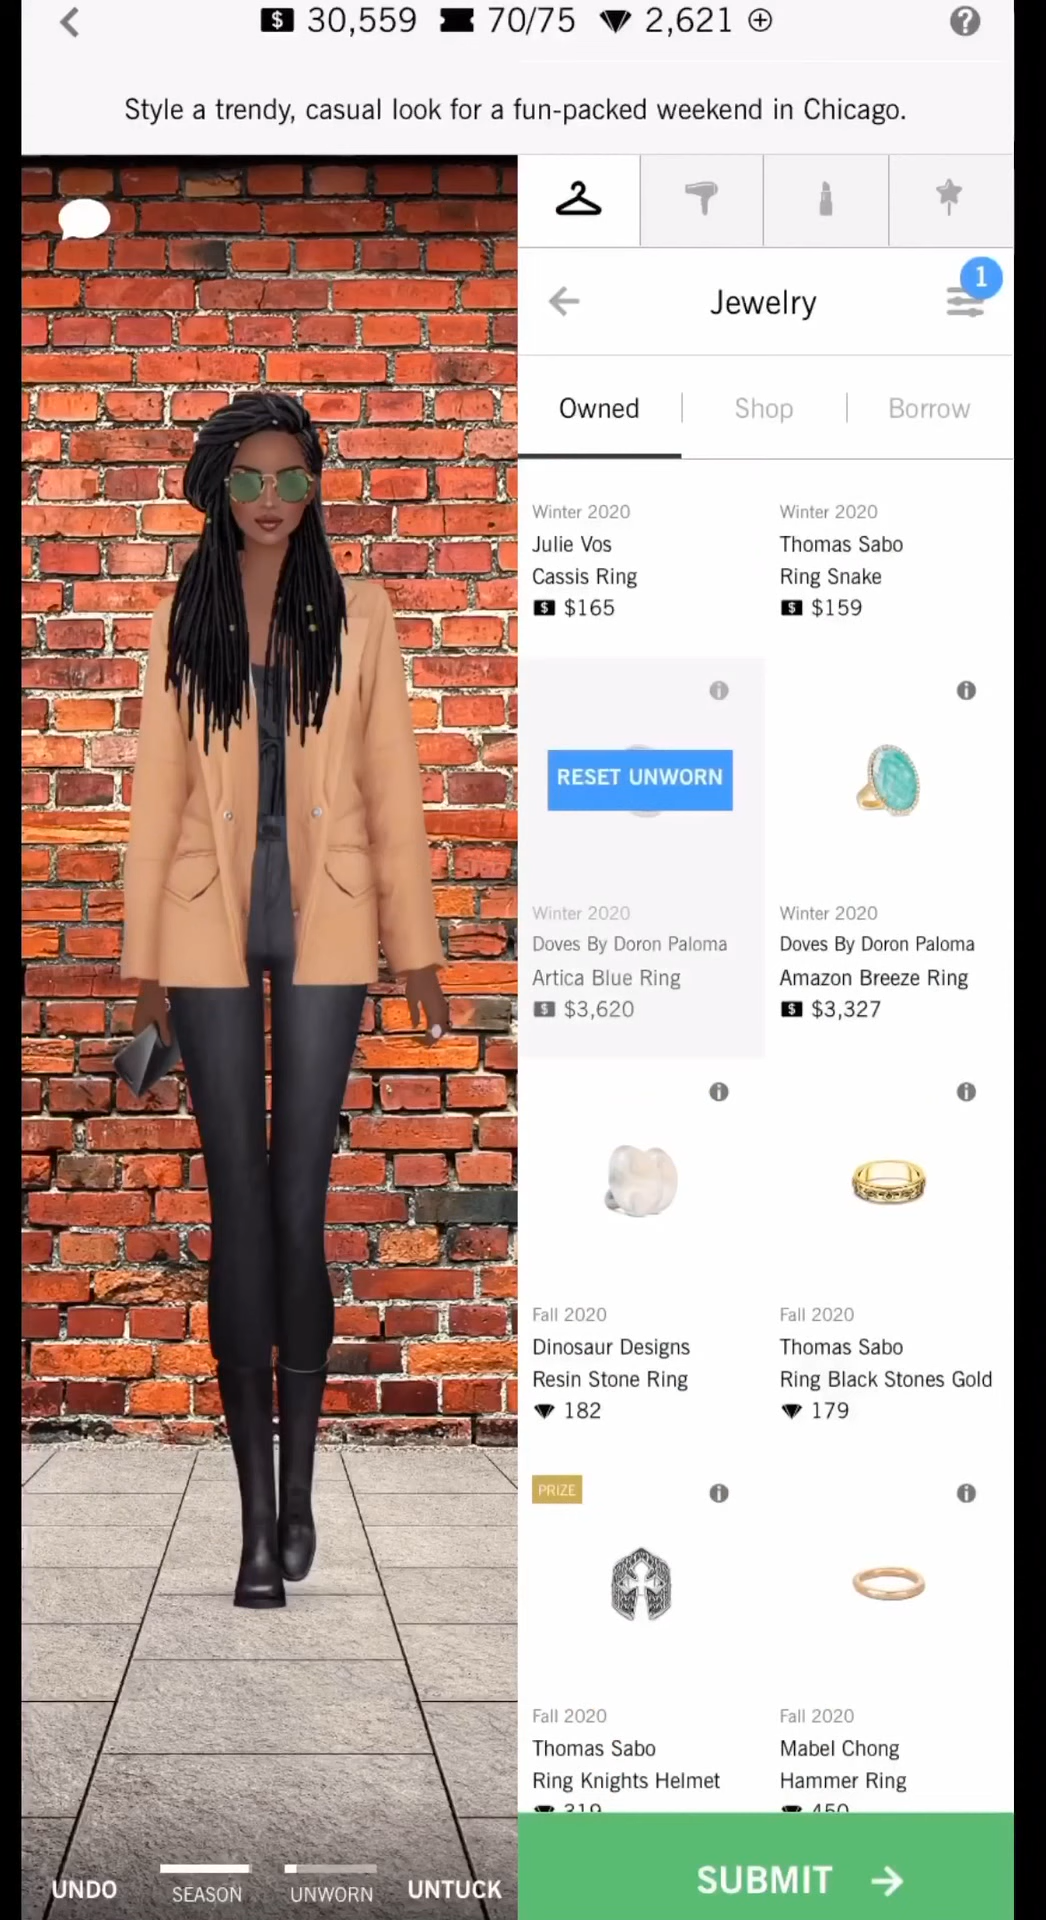 30,559 70/75 2,621
Style a trendy, casual look for a fun-packed weekend in Chicago.
1
Jewelry
Owned Shop Borrow
Winter 2020
Julie Vos
Cassis Ring
$165
Winter 2020
Thomas Sabo
Ring Snake
$159
RESET UNWORN
Winter 2020
Doves By Doron Paloma
Artica Blue Ring
$3,620
Winter 2020
Doves By Doron Paloma
Amazon Breeze Ring
$3,327
Fall 2020
Dinosaur Designs
Resin Stone Ring
182
Fall 2020
Thomas Sabo
Ring Black Stones Gold
179
PRIZE
Fall 2020
Thomas Sabo
Ring Knights Helmet
319
Fall 2020
Mabel Chong
Hammer Ring
450
UNDO SEASON UNWORN UNTUCK
SUBMIT